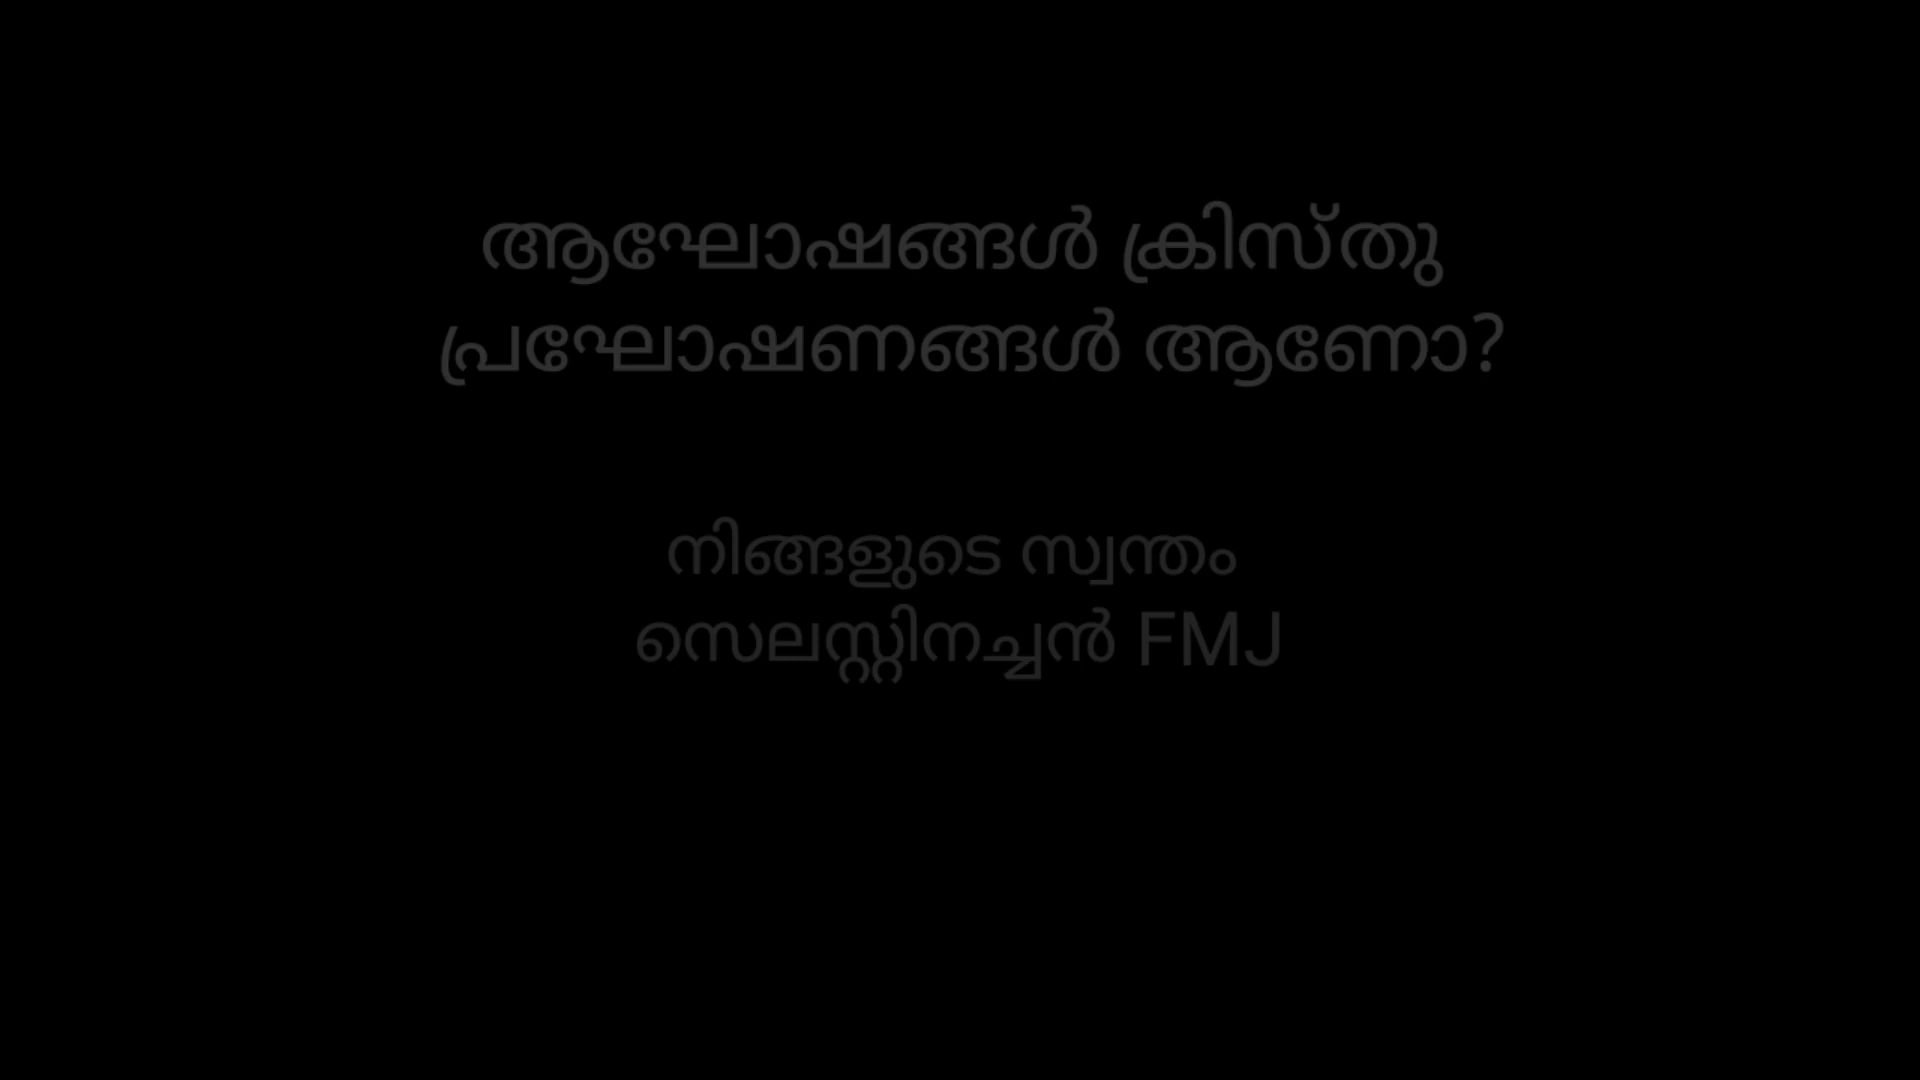 ആഘോഷങ്ങൾ ക്രിസ്തു
പ്രഘോഷണങ്ങൾ ആണോ?
നിങ്ങളുടെ സ്വന്തം
സെലസ്റ്റിനച്ചൻ FMJ